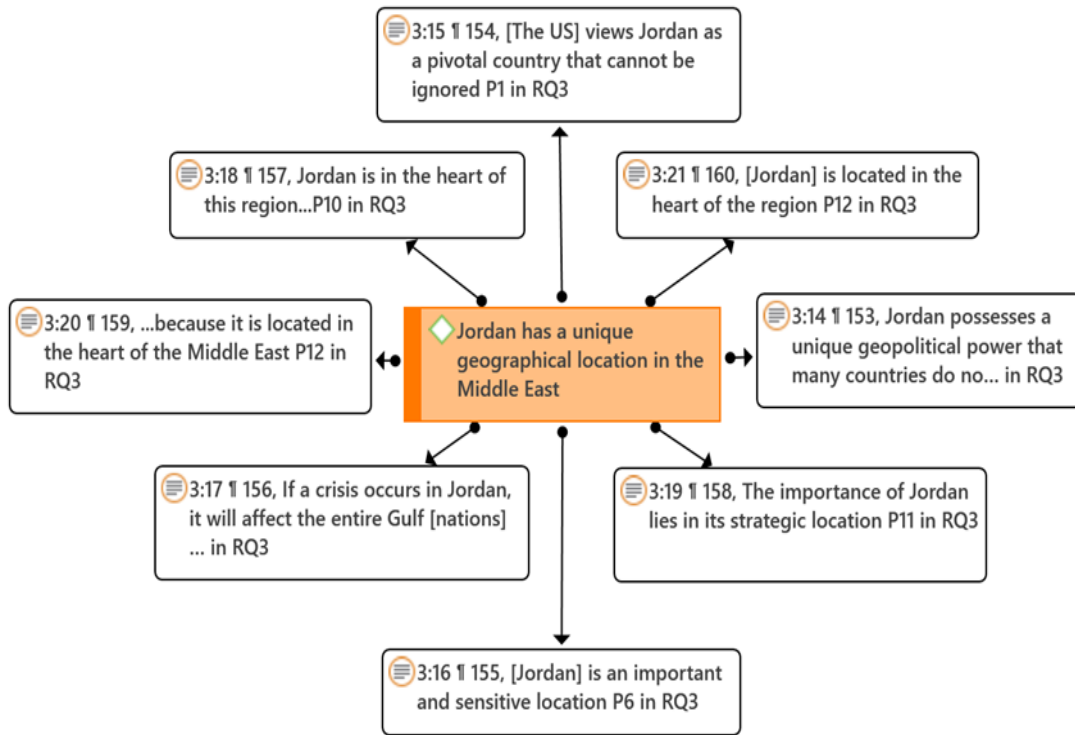 3:15 ¶ 154, [The US] views Jordan as
a pivotal country that cannot be
ignored P1 in RQ3
3:18 ¶ 157, Jordan is in the heart of
this region...P10 in RQ3
3:21 ¶ 160, [Jordan] is located in the
heart of the region P12 in RQ3
3:20 ¶ 159, ...because it is located in
the heart of the Middle East P12 in
RQ3
Jordan has a unique
geographical location in the
Middle East
3:14 ¶ 153, Jordan possesses a
unique geopolitical power that
many countries do no... in RQ3
3:17 ¶ 156, If a crisis occurs in Jordan,
it will affect the entire Gulf [nations]
... in RQ3
3:19 ¶ 158, The importance of Jordan
lies in its strategic location P11 in RQ3
3:16 ¶ 155, [Jordan] is an important
and sensitive location P6 in RQ3